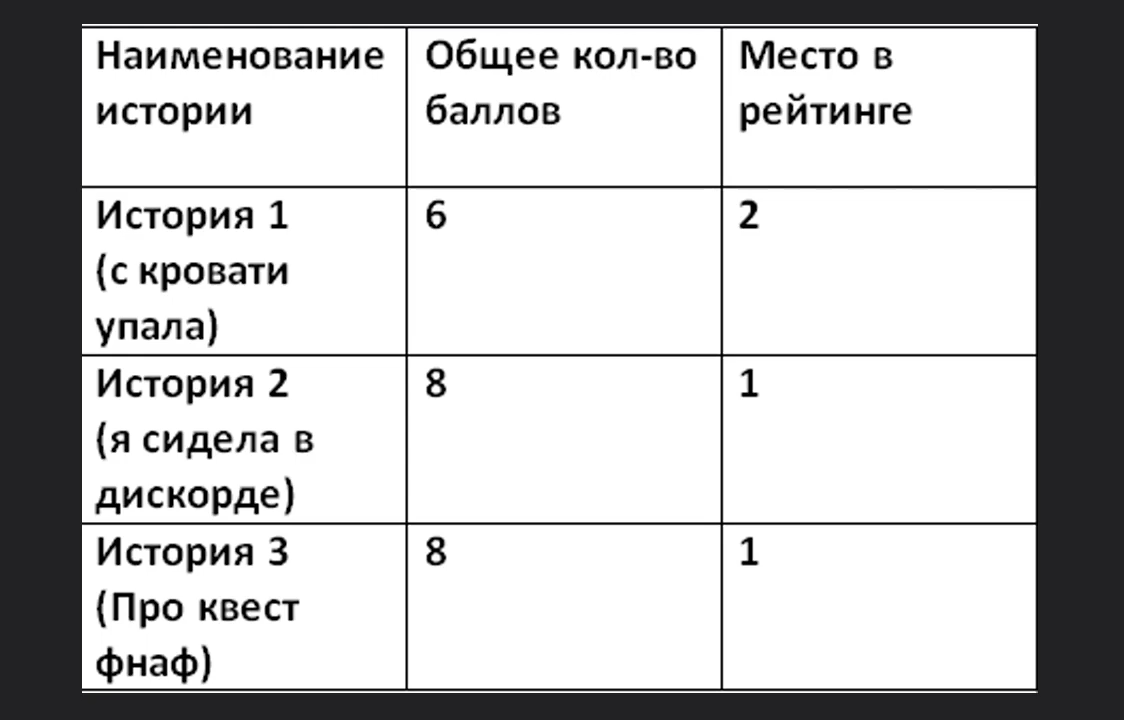 Наименование
истории
Общее кол-во
баллов
Место в
рейтинге
История 1
(с кровати
упала)
6
2
История 2
(я сидела в
дискорде)
8
1
История 3
(Про квест
фнаф)
8
1